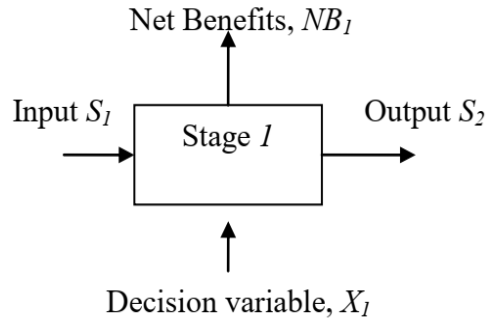 Net Benefits, NB1
Input S1
Output S2
Stage 1
Decision variable, X1